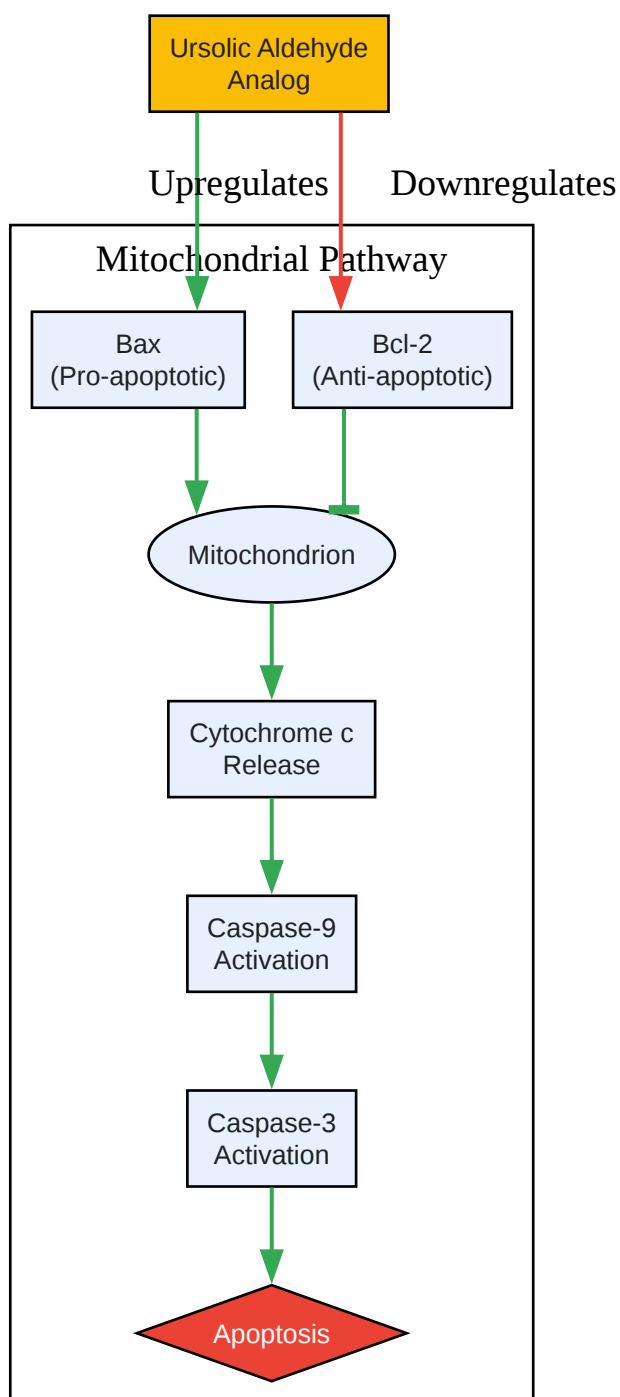 Ursolic Aldehyde
Analog
Upregulates
Downregulates
Mitochondrial Pathway
Bax
(Pro-apoptotic)
Bcl-2
(Anti-apoptotic)
Mitochondrion
Cytochrome c
Release
Caspase-9
Activation
Caspase-3
Activation
Apoptosis